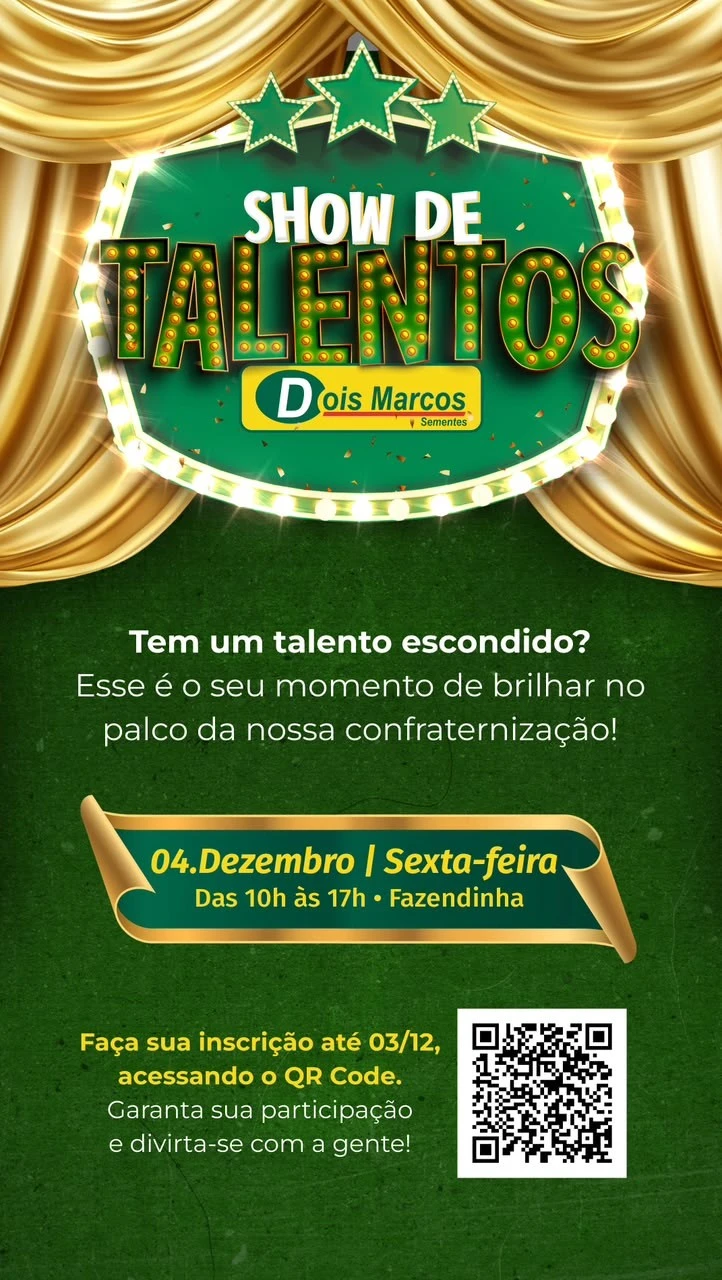 SHOW DE
TALENTOS
Dois Marcos
Sementes
Tem um talento escondido?
Esse é o seu momento de brilhar no
palco da nossa confraternização!
04.Dezembro | Sexta-feira
Das 10h às 17h • Fazendinha
Faça sua inscrição até 03/12,
acessando o QR Code.
Garanta sua participação
e divirta-se com a gente!